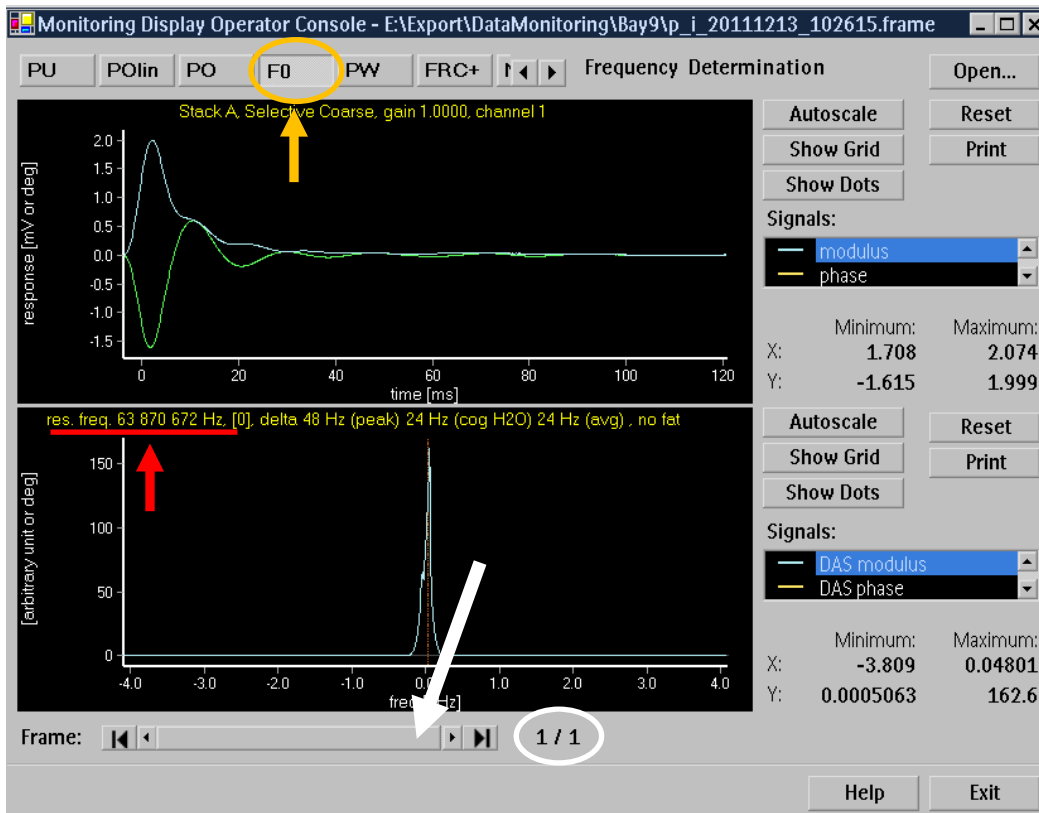 Monitoring Display Operator Console - E:\Export\DataMonitoring\Bay9\p_i_20111213_102615.frame
PU POlin PO F0 PW FRC+ Frequency Determination Open...
Stack A, Selective Coarse, gain 1.0000, channel 1
response [mV or deg]
2.0
1.5
1.0
0.5
0.0
-0.5
-1.0
-1.5
0 20 40 60 80 100 120
time [ms]
Autoscale Reset
Show Grid Print
Show Dots
Signals:
modulus
phase
Minimum: Maximum:
X: 1.708 2.074
Y: -1.615 1.999
res. freq. 63 870 672 Hz, [0], delta 48 Hz (peak) 24 Hz (cog H2O) 24 Hz (avg) , no fat
[arbitrary unit or deg]
150
100
50
0
-4.0 -3.0 -2.0 -1.0 1.0 2.0 3.0 4.0
Autoscale Reset
Show Grid Print
Show Dots
Signals:
DAS modulus
DAS phase
Minimum: Maximum:
X: -3.809 0.04801
Y: 0.0005063 162.6
Frame: 1 / 1
Help Exit